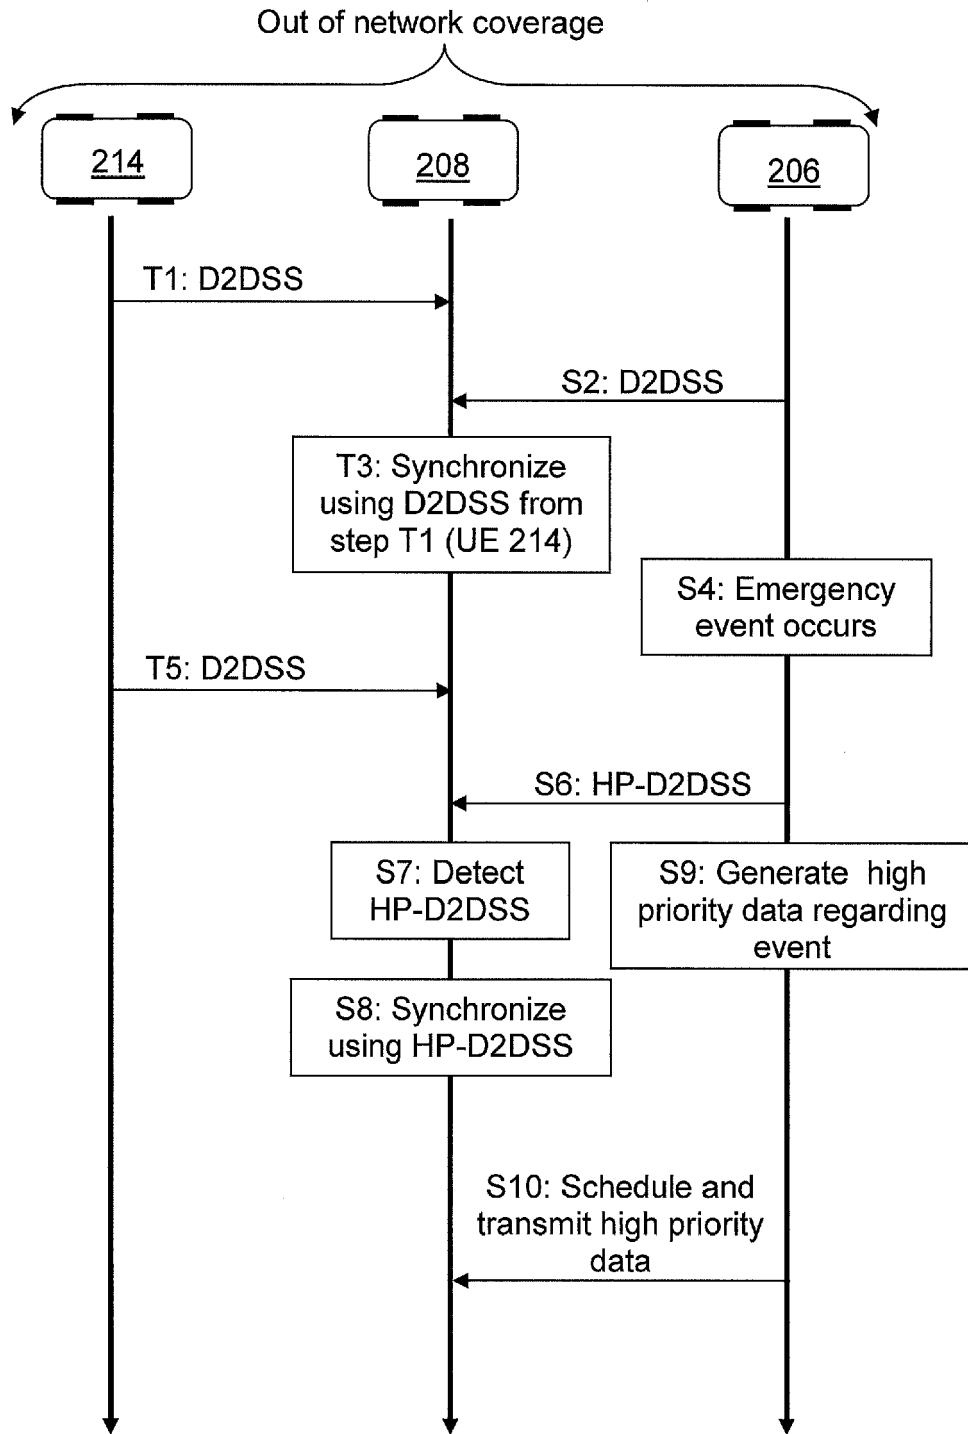 Out of network coverage
214
208
206
T1: D2DSS
S2: D2DSS
T3: Synchronize
using D2DSS from
step T1 (UE 214)
S4: Emergency
event occurs
T5: D2DSS
S6: HP-D2DSS
S7: Detect
HP-D2DSS
S9: Generate high
priority data regarding
event
S8: Synchronize
using HP-D2DSS
S10: Schedule and
transmit high priority
data